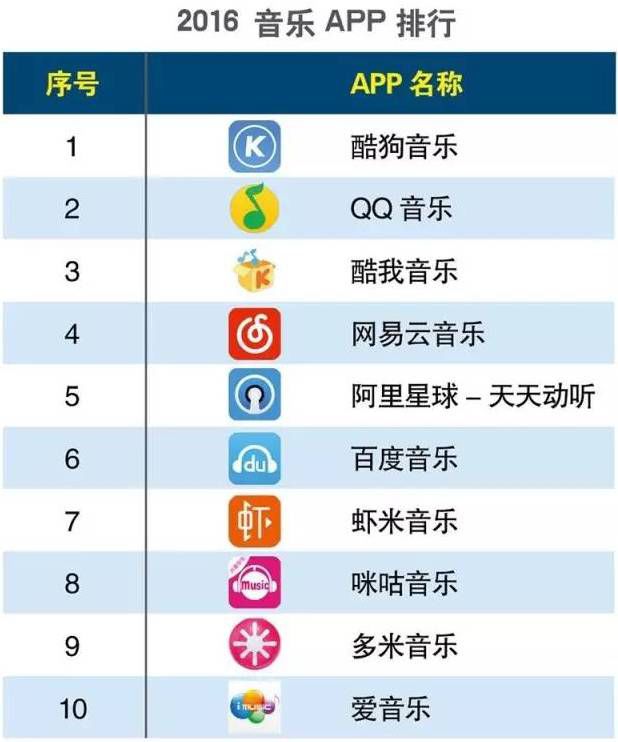 2016 音乐 APP 排行
序号 APP 名称
1 K 酷狗音乐
2 QQ 音乐
3 K 酷我音乐
4 网易云音乐
5 阿里星球 – 天天动听
6 du 百度音乐
7 虾 虾米音乐
8 Music 咪咕音乐
9 多米音乐
10 i MUSIC 爱音乐